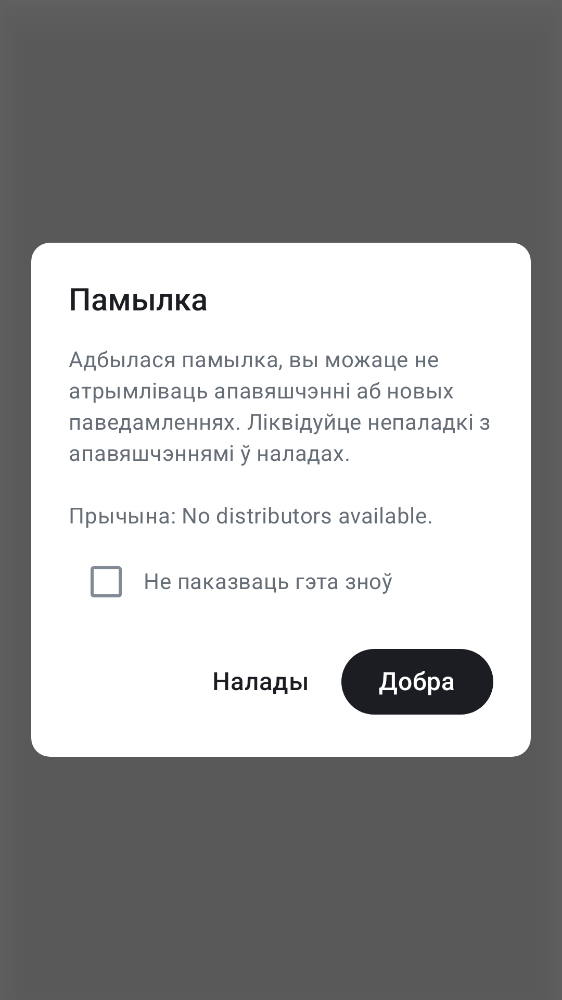 Памылка
Адбылася памылка, вы можаце не
атрымліваць апавяшчэнні аб новых
паведамленнях. Ліквідуйце непаладкі з
апавяшчэннямі ў наладах.
Прычына: No distributors available.
Не паказваць гэта зноў
Налады
Добра